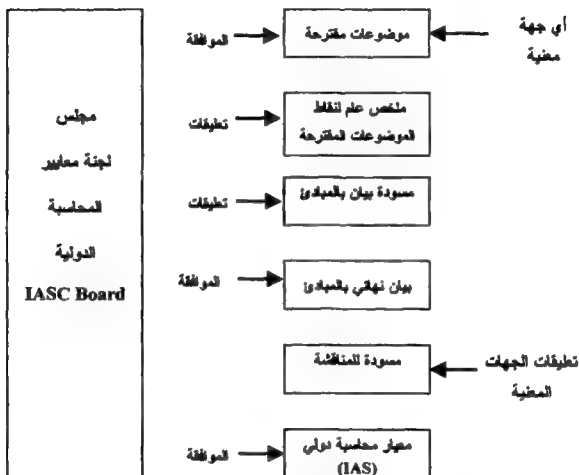 أي جهة
معنية
موضوعات مقترحة
الموافقة
مجلس
لجنة معايير
المحاسبة
الدولية
IASC Board
ملخص عام لنقاط
الموضوعات المقترحة
تعليقات
مسودة بيان بالمبادئ
تعليقات
بيان نهائي بالمبادئ
الموافقة
مسودة للمناقشة
تعليقات الجهات
المعنية
معيار محاسبة دولي
(IAS)
الموافقة